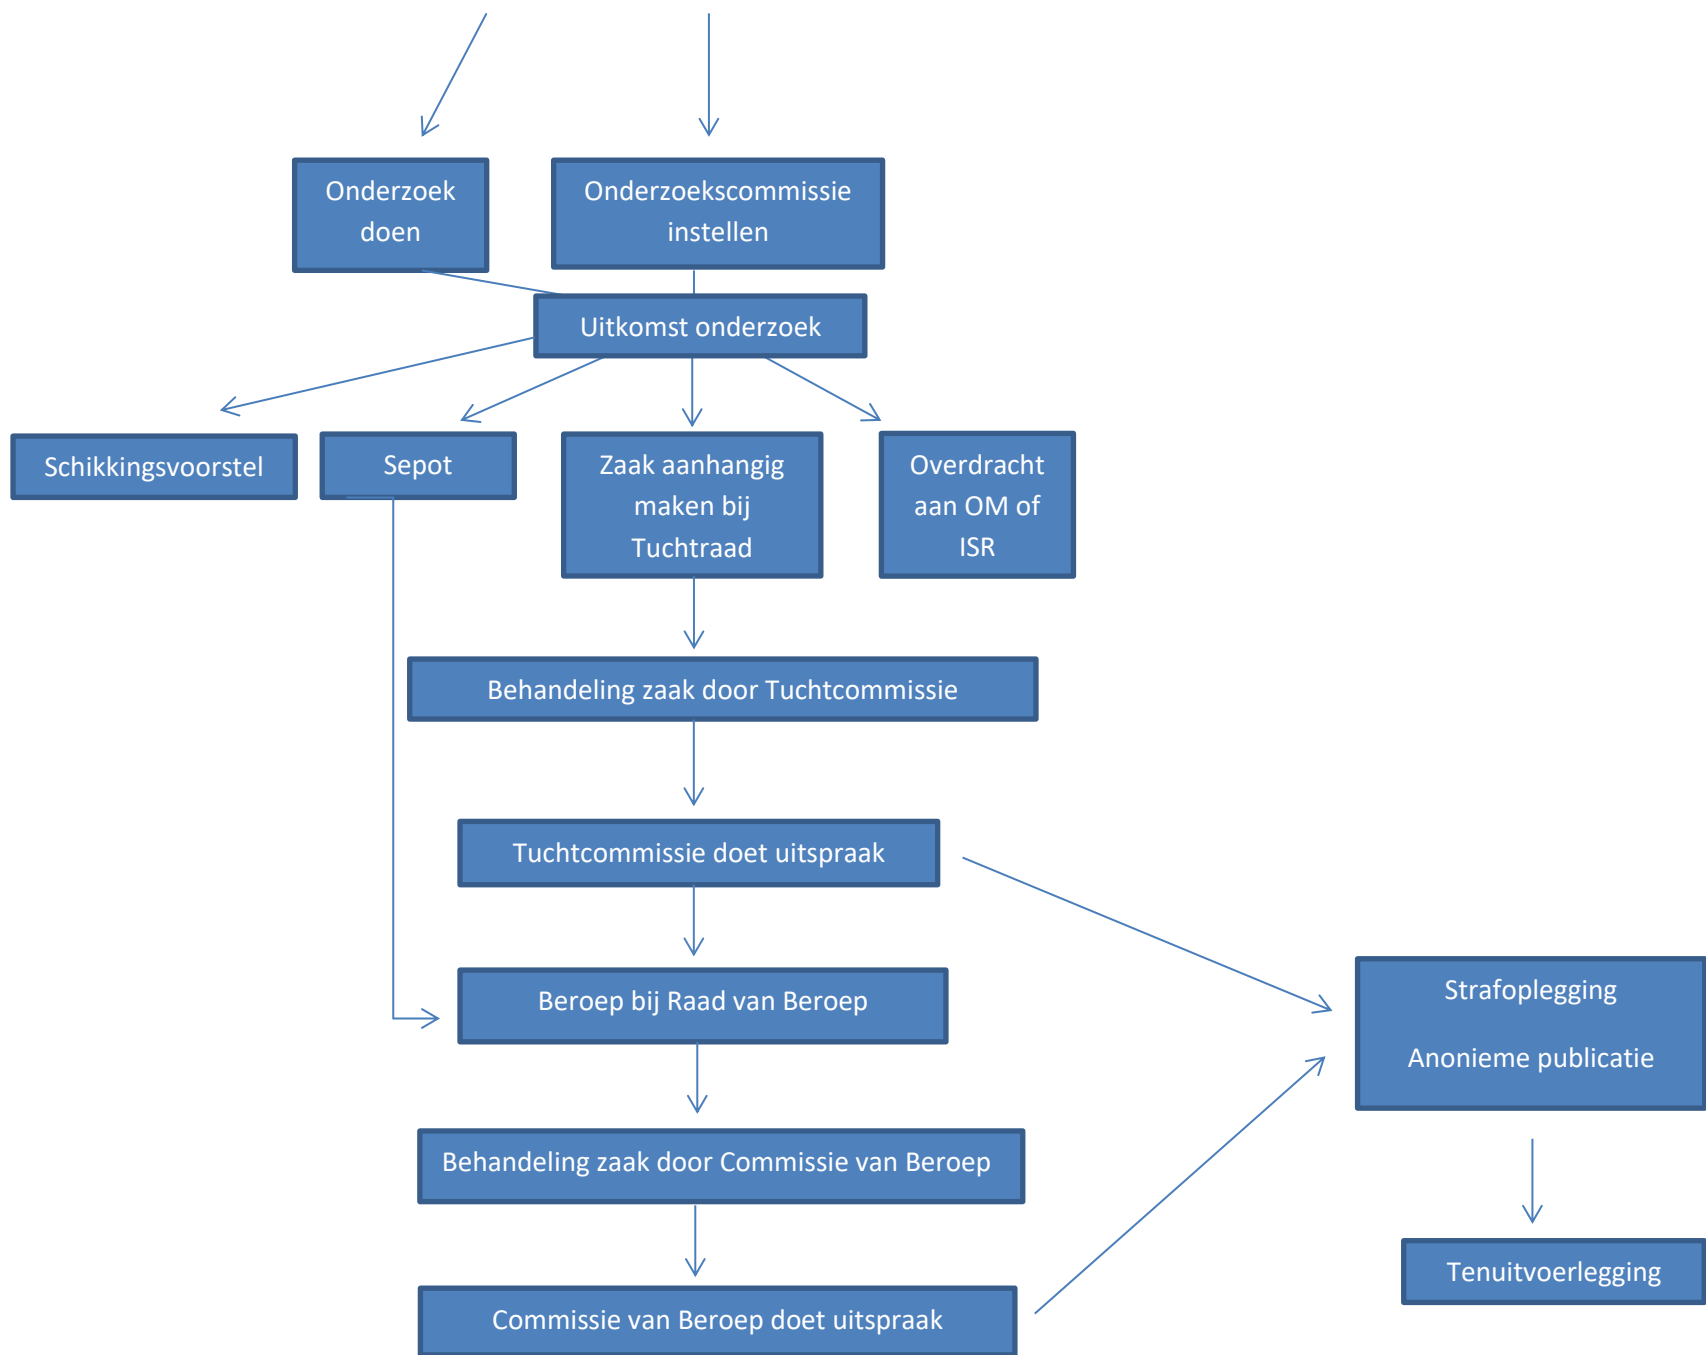 Onderzoek
doen
Onderzoekscommissie
instellen
Uitkomst onderzoek
Schikkingsvoorstel
Sepot
Zaak aanhangig
maken bij
Tuchtraad
Overdracht
aan OM of
ISR
Behandeling zaak door Tuchtcommissie
Tuchtcommissie doet uitspraak
Beroep bij Raad van Beroep
Strafoplegging
Anonieme publicatie
Behandeling zaak door Commissie van Beroep
Tenuitvoerlegging
Commissie van Beroep doet uitspraak